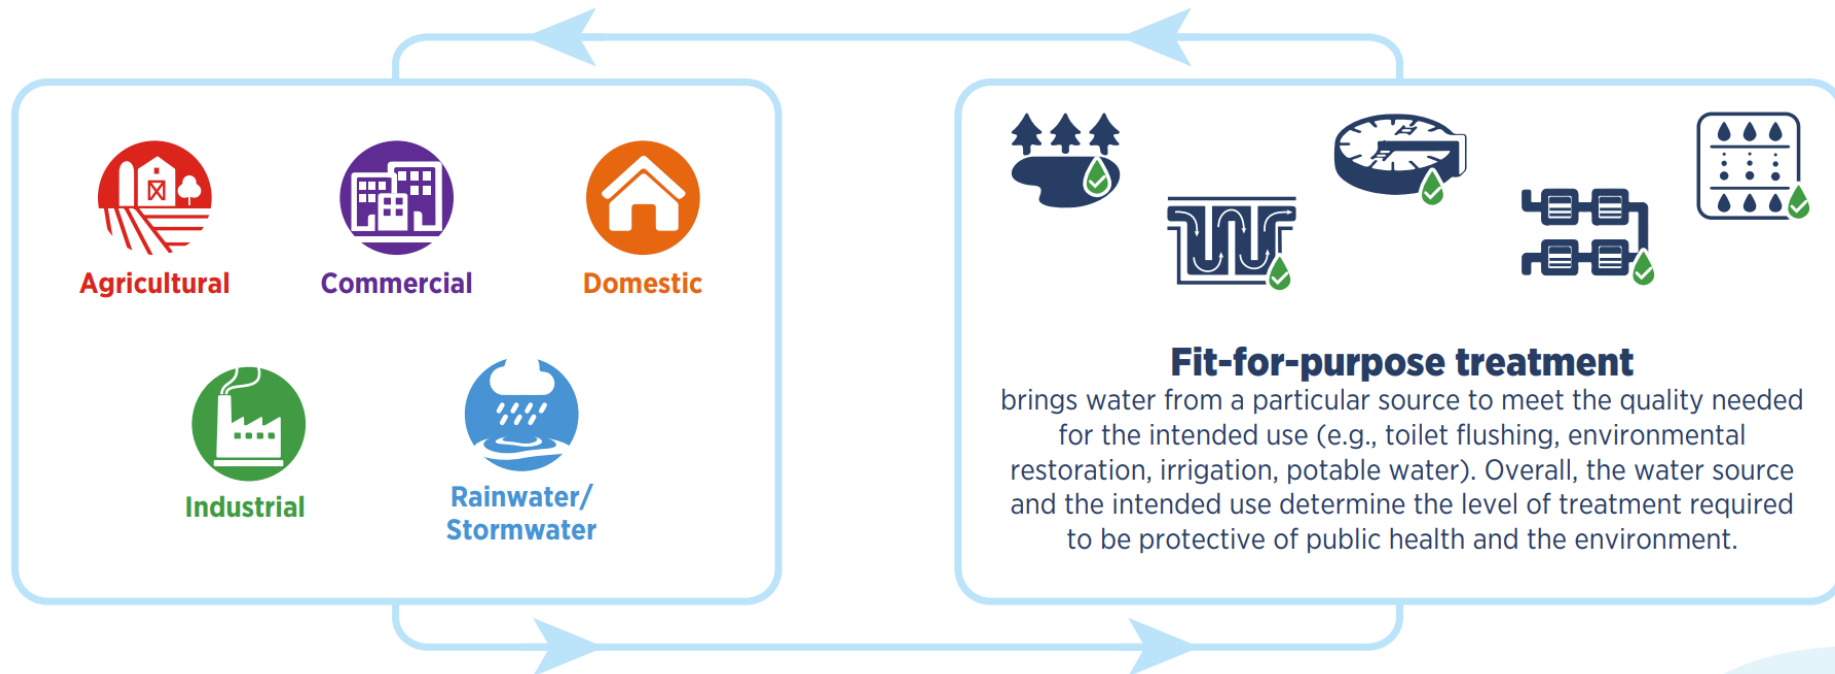 Agricultural
Commercial
Domestic
Industrial
Rainwater/
Stormwater
Fit-for-purpose treatment
brings water from a particular source to meet the quality needed
for the intended use (e.g., toilet flushing, environmental
restoration, irrigation, potable water). Overall, the water source
and the intended use determine the level of treatment required
to be protective of public health and the environment.